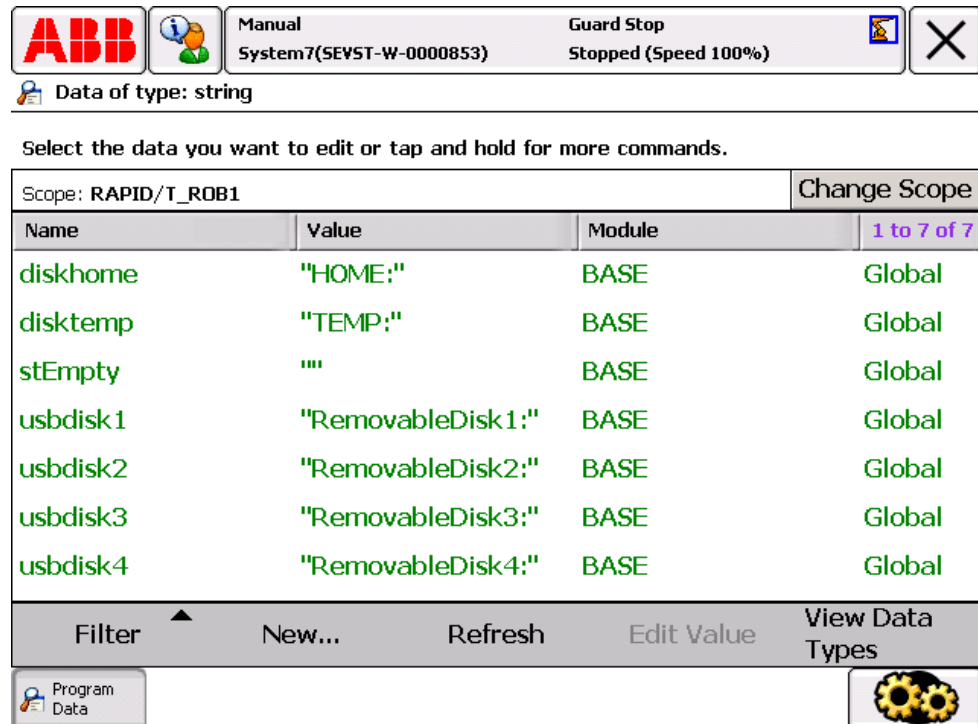 ABB
Manual
Guard Stop
System7(SEVST-W-0000853)
Stopped (Speed 100%)
Data of type: string
Select the data you want to edit or tap and hold for more commands.
Scope: RAPID/T_ROB1
Change Scope
Name Value Module 1 to 7 of 7
diskhome "HOME:" BASE Global
disktemp "TEMP:" BASE Global
stEmpty "" BASE Global
usbdisk1 "RemovableDisk1:" BASE Global
usbdisk2 "RemovableDisk2:" BASE Global
usbdisk3 "RemovableDisk3:" BASE Global
usbdisk4 "RemovableDisk4:" BASE Global
Filter New... Refresh Edit Value View Data
Types
Program
Data